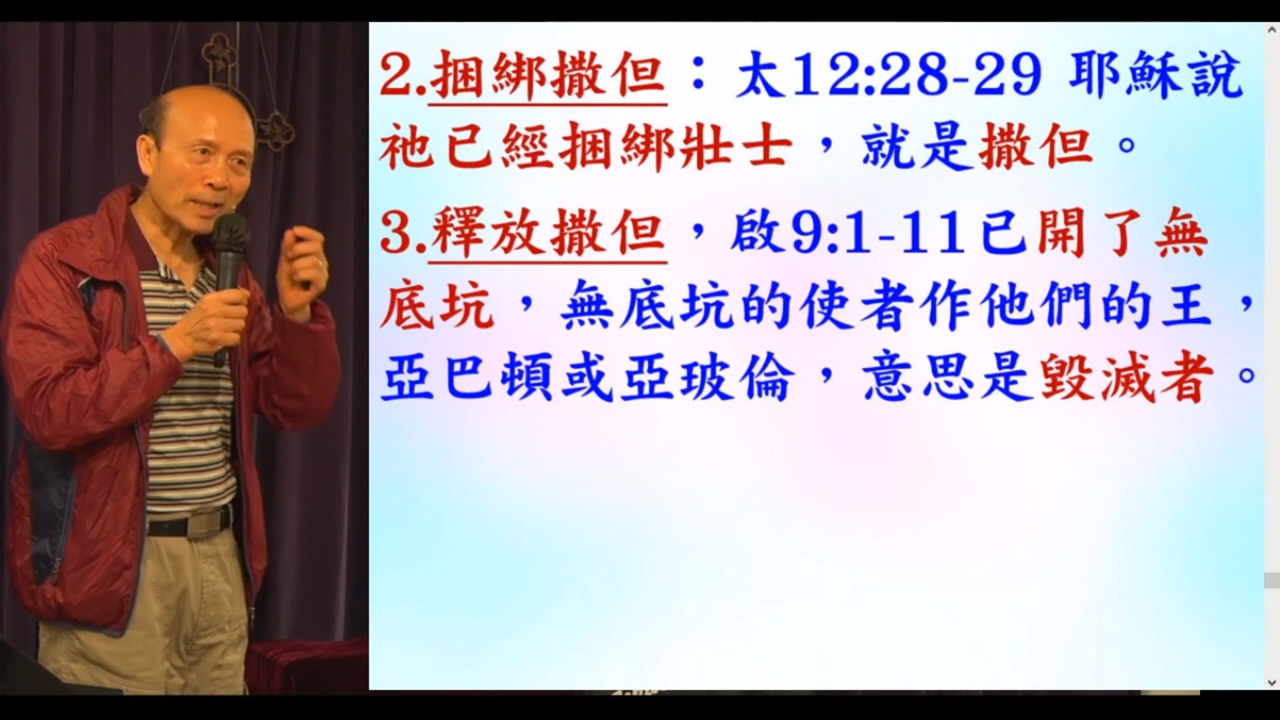 2.捆綁撒但：太12:28-29 耶穌說
祂已經捆綁壯士，就是撒但。
3.釋放撒但，啟9:1-11已開了無
底坑，無底坑的使者作他們的王，
亞巴頓或亞玻倫，意思是毀滅者。